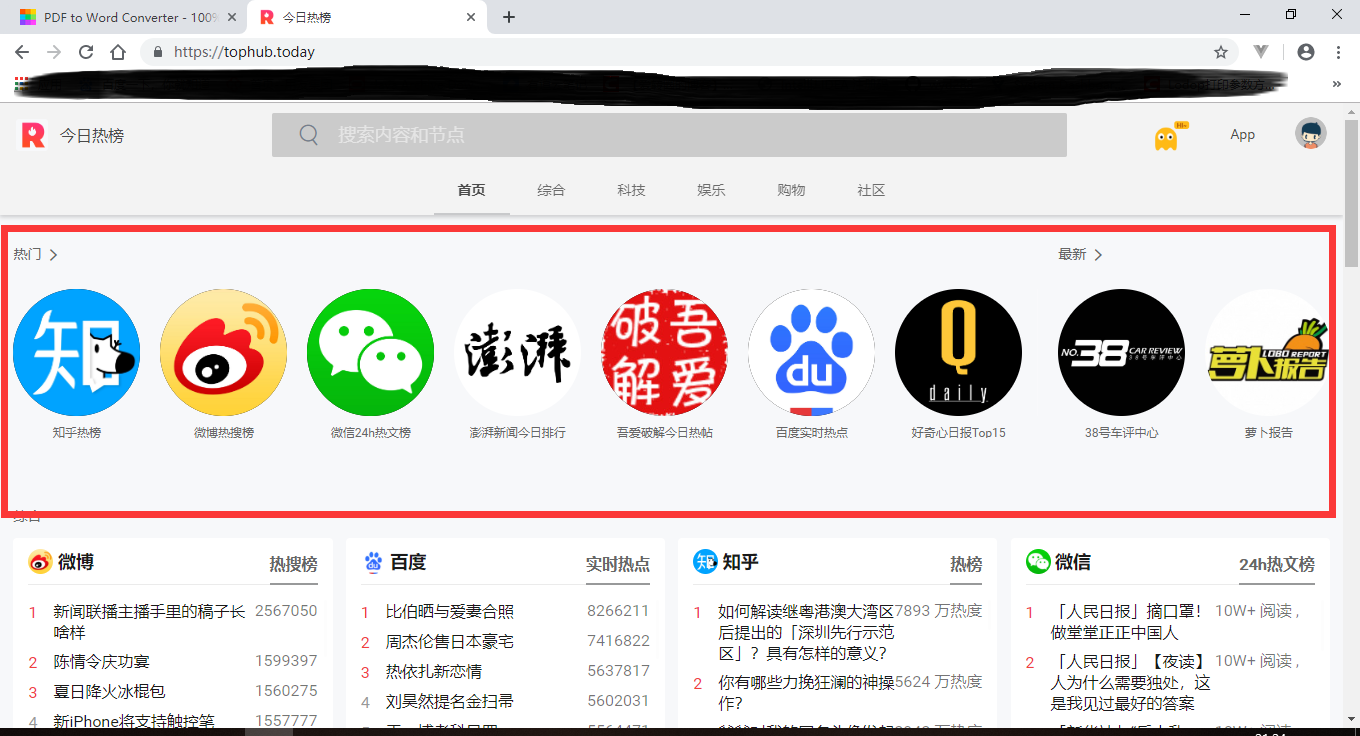 PDF to Word Converter - 100%
今日热榜
https://tophub.today
打印参数方
»
今日热榜
搜索内容和节点
Hi~
App
首页 综合 科技 娱乐 购物 社区
热门
最新
知
澎湃
吾爱破解
du
Q daily
NO.38 CAR REVIEW
38号车评中心
LOBO REPORT
萝卜报告
知乎热榜
微博热搜榜
微信24h热文榜
澎湃新闻今日排行
吾爱破解今日热帖
百度实时热点
好奇心日报Top15
38号车评中心
萝卜报告
综合
微博 热搜榜
1 新闻联播主播手里的稿子长 2567050
啥样
2 陈情令庆功宴 1599397
3 夏日降火冰棍包 1560275
4 新iPhone将支持触控笔 1557777
百度 实时热点
1 比伯晒与爱妻合照 8266211
2 周杰伦售日本豪宅 7416822
3 热依扎新恋情 5637817
4 刘昊然提名金扫帚 5602031
知乎 热榜
1 如何解读继粤港澳大湾区 7893 万热度
后提出的「深圳先行示范
区」？具有怎样的意义？
2 你有哪些力挽狂澜的神操 5624 万热度
作？
微信 24h热文榜
1 「人民日报」摘口罩！ 10W+ 阅读 ,
做堂堂正正中国人
2 「人民日报」【夜读】 10W+ 阅读 ,
人为什么需要独处，这
是我见过最好的答案